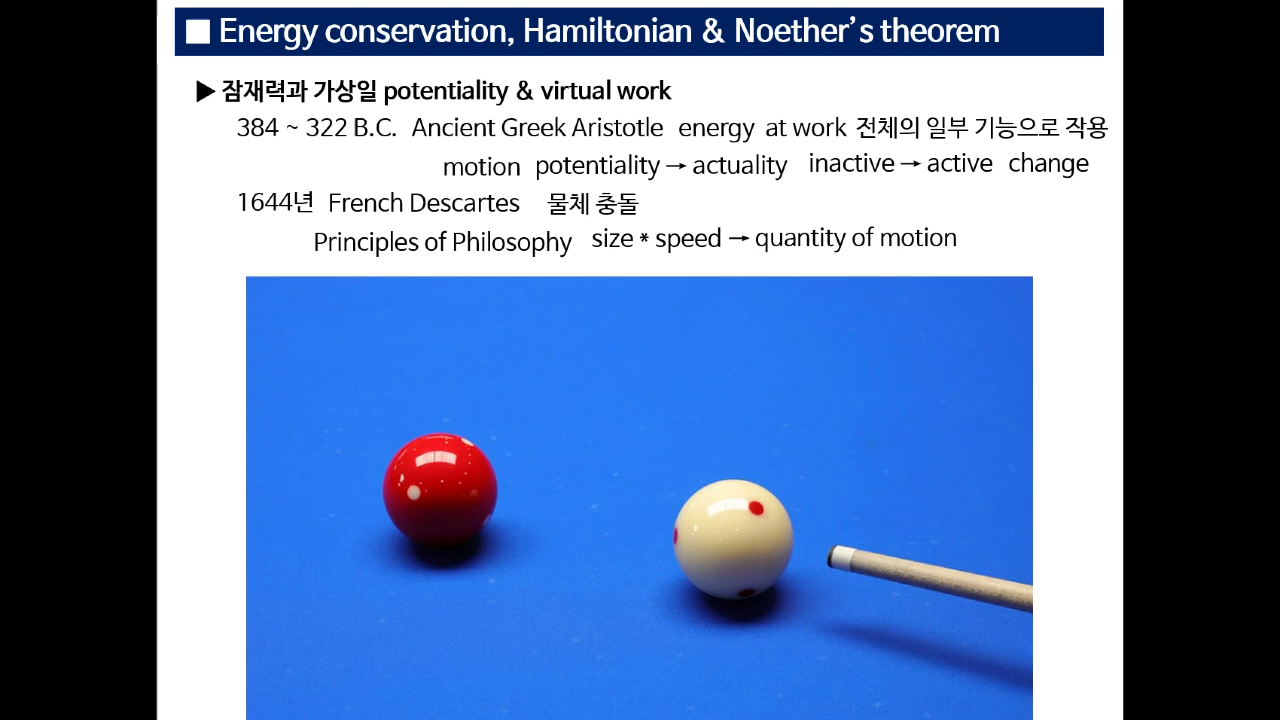 ■ Energy conservation, Hamiltonian & Noether's theorem
▶ 잠재력과 가상일 potentiality & virtual work
384 ~ 322 B.C. Ancient Greek Aristotle energy at work 전체의 일부 기능으로 작용
motion potentiality → actuality inactive → active change
1644년 French Descartes 물체 충돌
Principles of Philosophy size * speed → quantity of motion